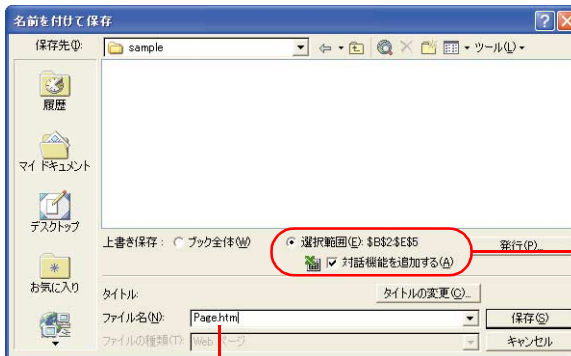 名前を付けて保存
保存先(I): sample ツール(L)
履歴
マイ ドキュメント
デスクトップ
お気に入り
上書き保存： ブック全体(W) 選択範囲(E): $B$2:$E$5 発行(P)...
対話機能を追加する(A)
タイトル: タイトルの変更(C)...
ファイル名(N): Page.htm 保存(S)
ファイルの種類(T): Web ページ キャンセル